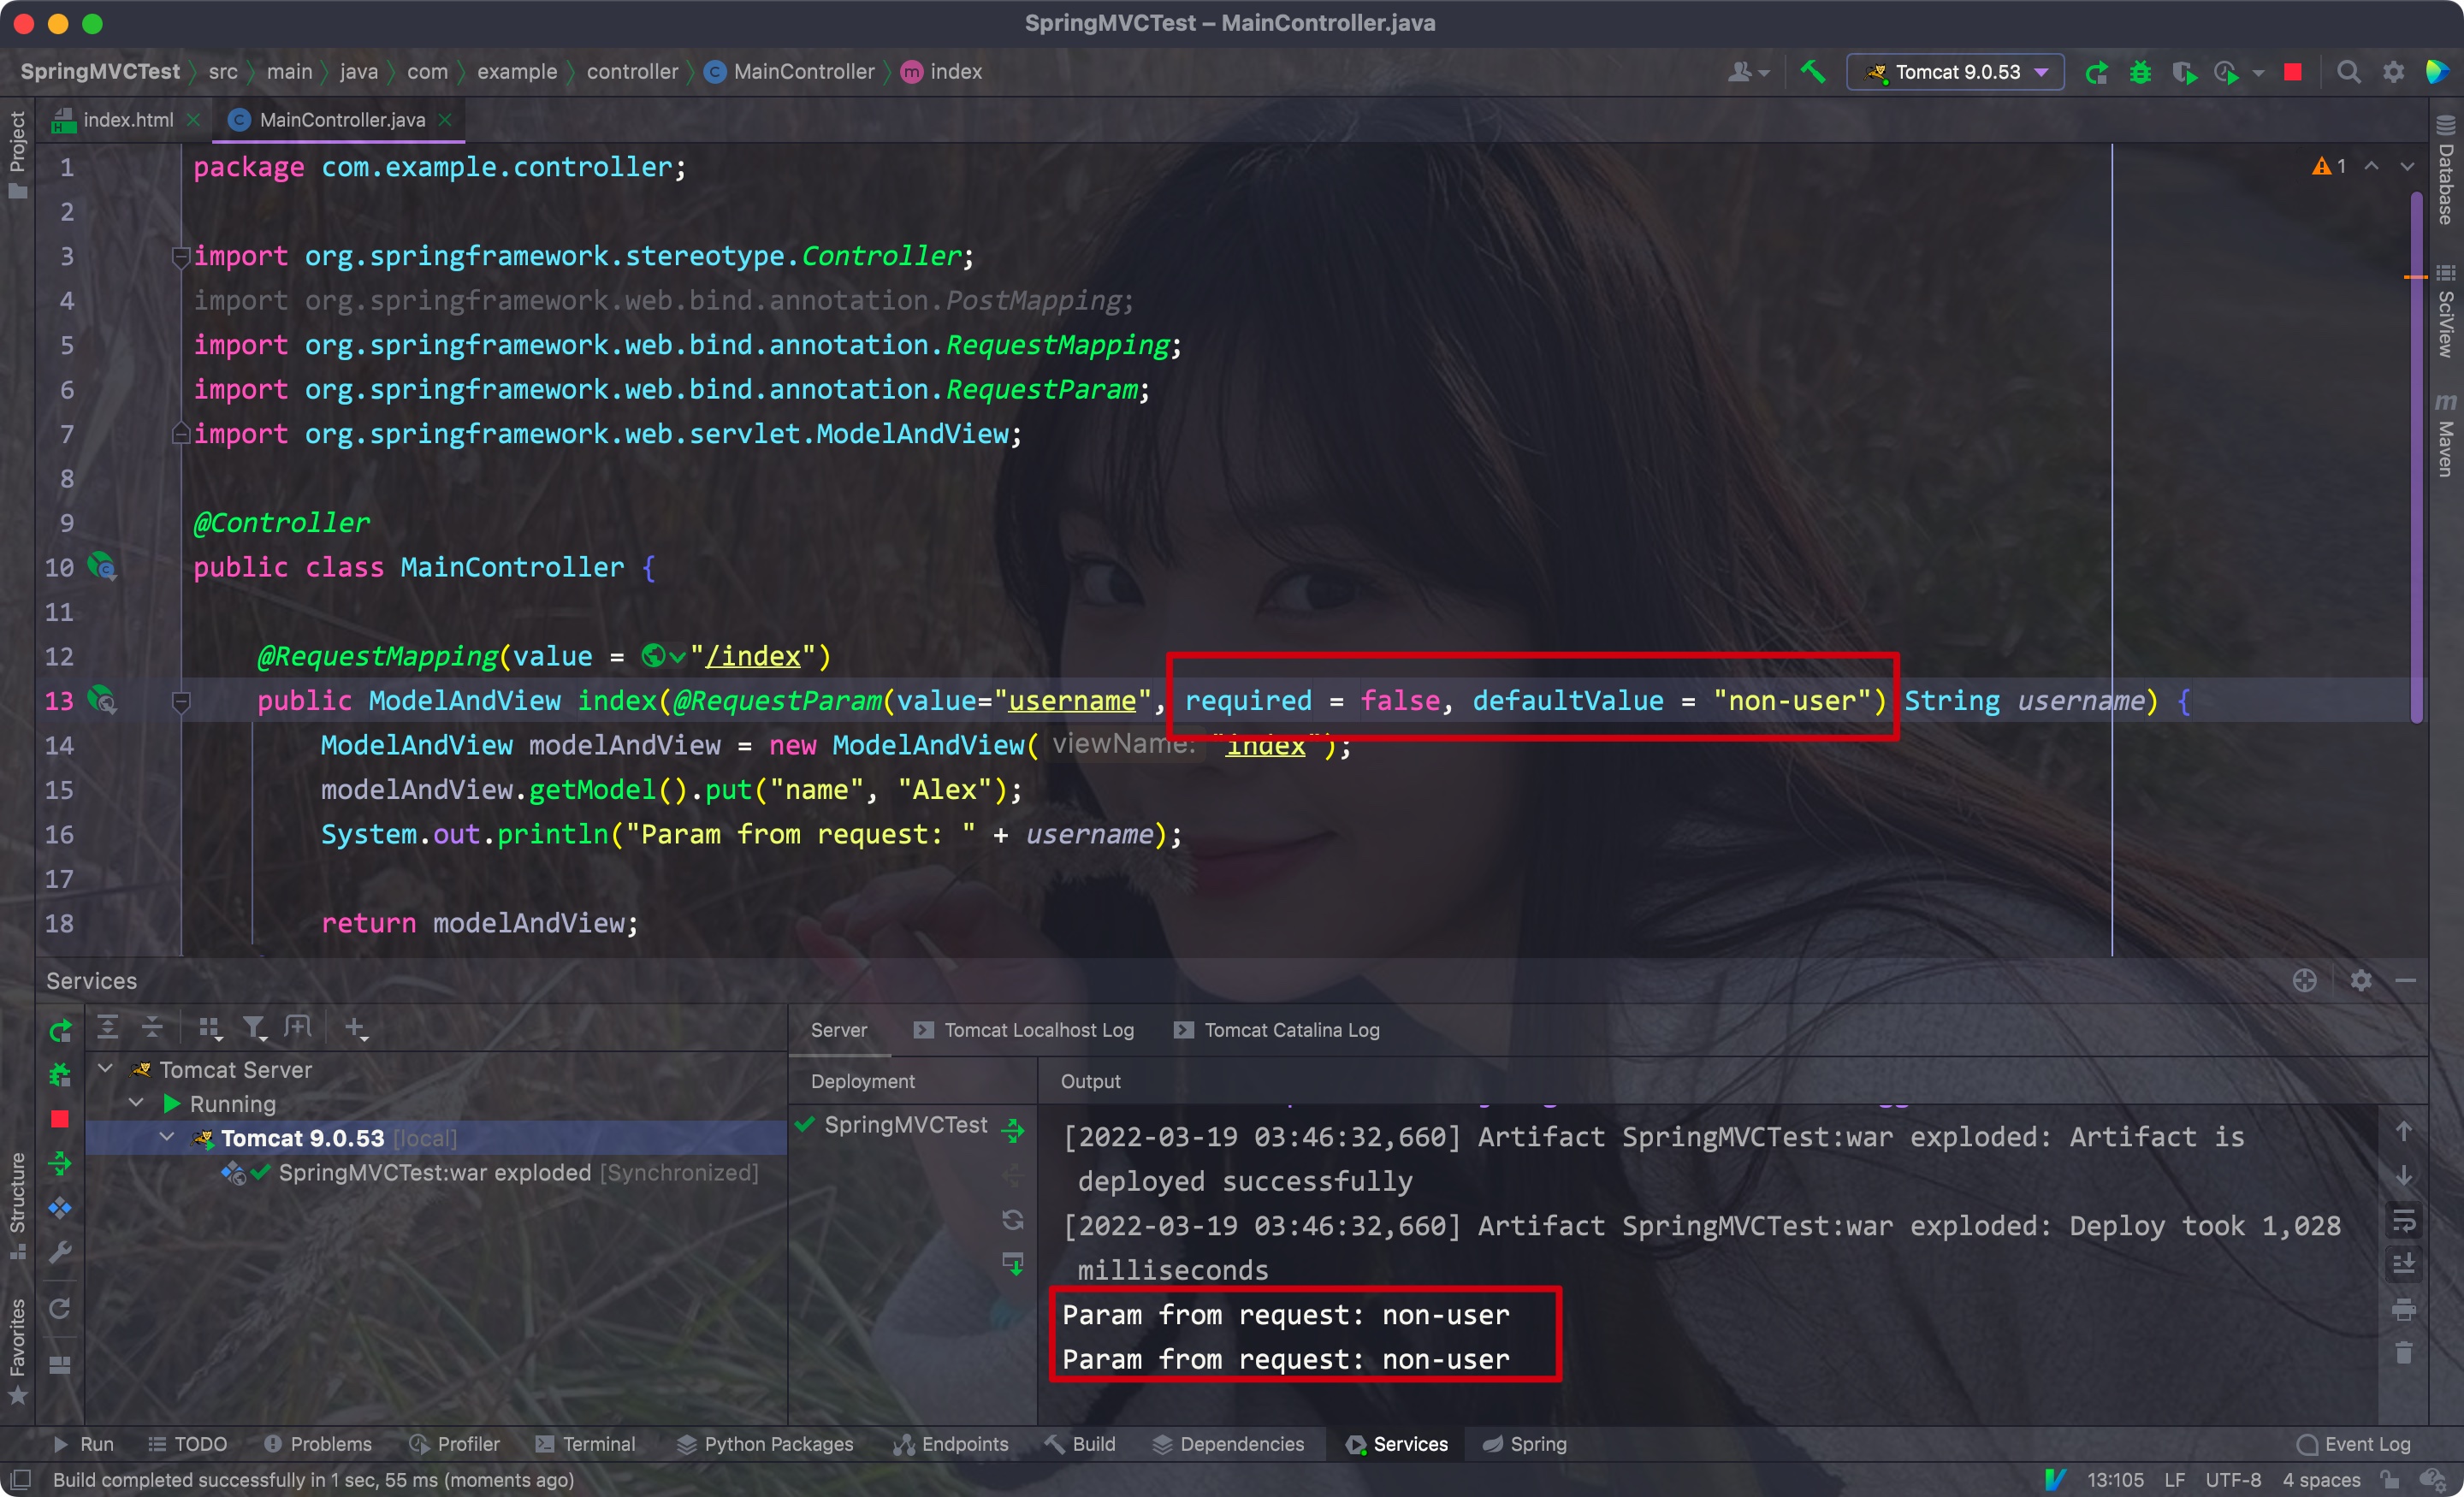 SpringMVCTest – MainController.java
SpringMVCTest src main java com example controller MainController index
Tomcat 9.0.53
index.html MainController.java
Project
Database
SciView
Maven
Structure
Favorites
1
1 package com.example.controller;
2
3 import org.springframework.stereotype.Controller;
4 import org.springframework.web.bind.annotation.PostMapping;
5 import org.springframework.web.bind.annotation.RequestMapping;
6 import org.springframework.web.bind.annotation.RequestParam;
7 import org.springframework.web.servlet.ModelAndView;
8
9 @Controller
10 public class MainController {
11
12 @RequestMapping(value = "/index")
13 public ModelAndView index(@RequestParam(value="username", required = false, defaultValue = "non-user") String username) {
14 ModelAndView modelAndView = new ModelAndView( viewName: "index");
15 modelAndView.getModel().put("name", "Alex");
16 System.out.println("Param from request: " + username);
17
18 return modelAndView;
Services
Server Tomcat Localhost Log Tomcat Catalina Log
Tomcat Server
Running
Tomcat 9.0.53 [local]
SpringMVCTest:war exploded [Synchronized]
Deployment Output
SpringMVCTest
[2022-03-19 03:46:32,660] Artifact SpringMVCTest:war exploded: Artifact is
deployed successfully
[2022-03-19 03:46:32,660] Artifact SpringMVCTest:war exploded: Deploy took 1,028
milliseconds
Param from request: non-user
Param from request: non-user
Run TODO Problems Profiler Terminal Python Packages Endpoints Build Dependencies Services Spring Event Log
Build completed successfully in 1 sec, 55 ms (moments ago) 13:105 LF UTF-8 4 spaces